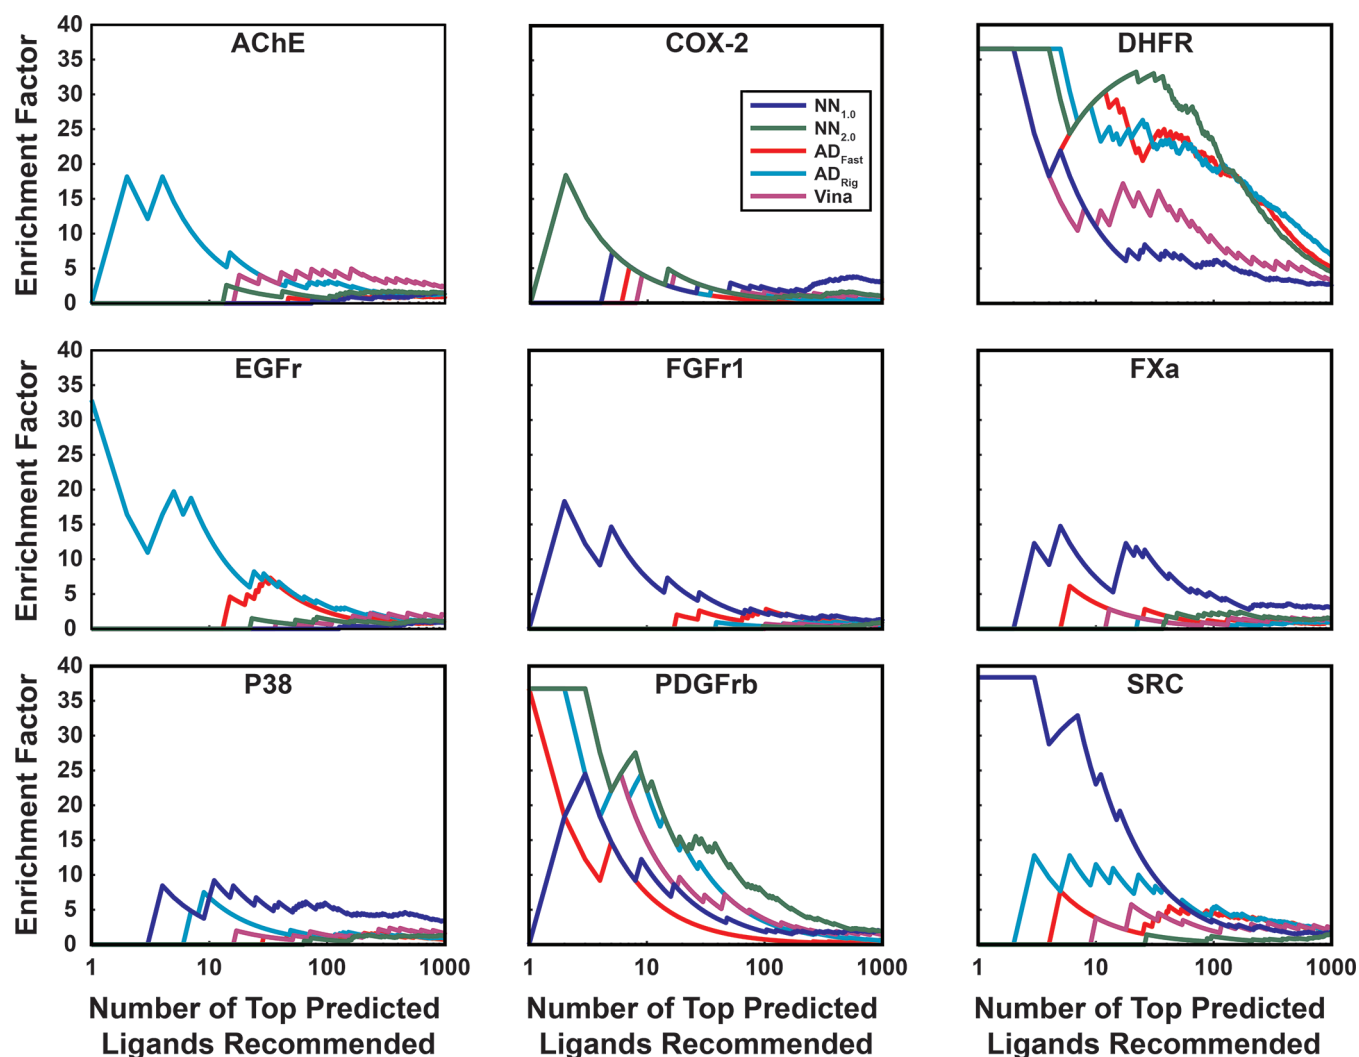 AChE
COX-2
DHFR
Enrichment Factor
40
35
30
25
20
15
10
5
0
NN1.0
NN2.0
ADFast
ADRig
Vina
EGFr
FGFr1
FXa
Enrichment Factor
40
35
30
25
20
15
10
5
0
P38
PDGFrb
SRC
Enrichment Factor
40
35
30
25
20
15
10
5
0
1 10 100 1000
1 10 100 1000
1 10 100 1000
Number of Top Predicted
Ligands Recommended
Number of Top Predicted
Ligands Recommended
Number of Top Predicted
Ligands Recommended